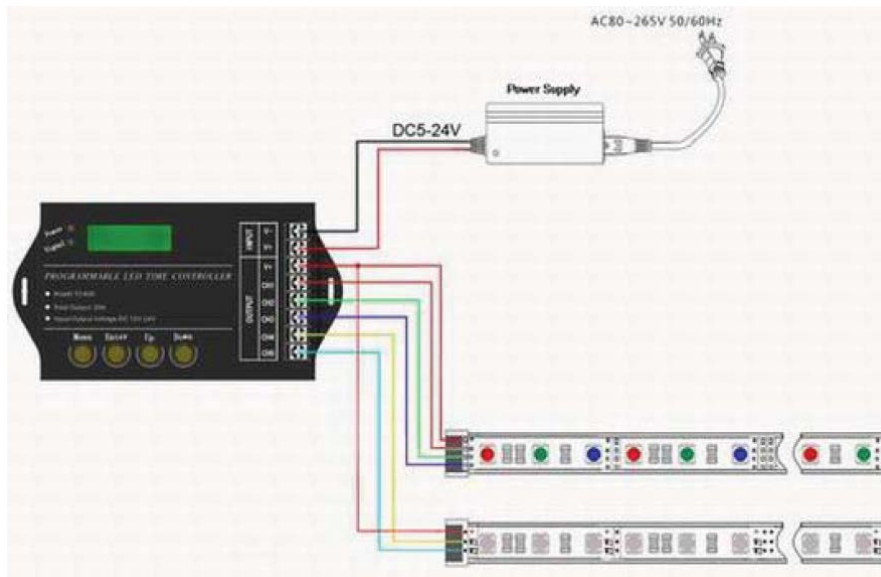 AC80~265V 50/60Hz
Power Supply
DC5-24V
Power
Signal
INPUT
V-
V+
PROGRAMMABLE LED TIME CONTROLLER
OUTPUT
V+
CH1
CH2
CH3
CH4
CH5
Menu
Up
Down